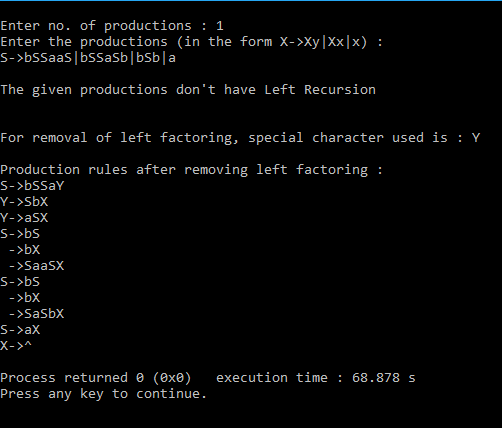 Enter no. of productions : 1
Enter the productions (in the form X->Xy|Xx|x) :
S->bSSaaS|bSSaSb|bSb|a
The given productions don't have Left Recursion
For removal of left factoring, special character used is : Y
Production rules after removing left factoring :
S->bSSaY
Y->SbX
Y->aSX
S->bS
->bX
->SaaSX
S->bS
->bX
->SaSbX
S->aX
X->^
Process returned 0 (0x0)   execution time : 68.878 s
Press any key to continue.